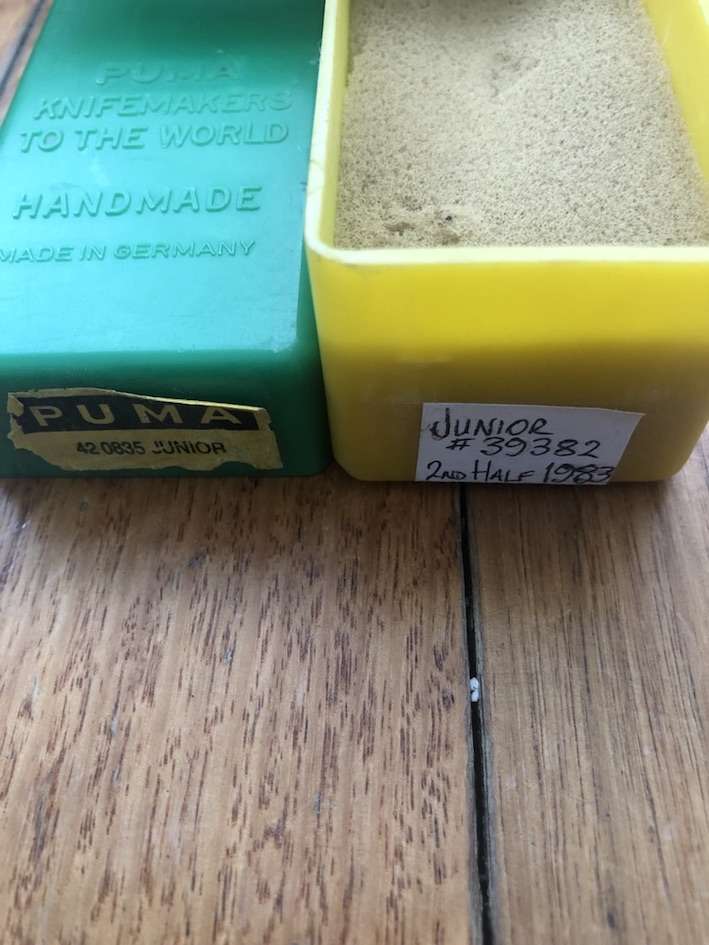 PUMA
KNIFEMAKERS
TO THE WORLD
HANDMADE
MADE IN GERMANY
PUMA
42 0835 JUNIOR
JUNIOR
# 39382
2ND HALF 1983